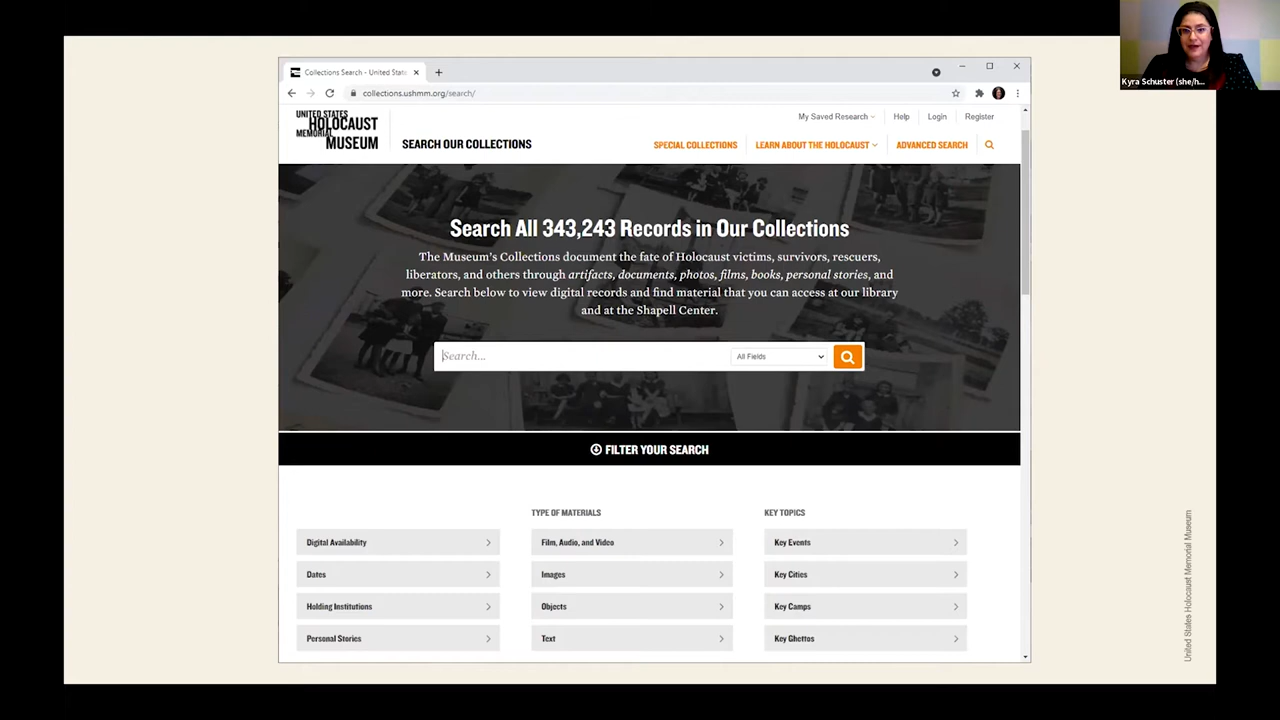 Kyra Schuster (she/h...
Collections Search - United State
collections.ushmm.org/search/
UNITED STATES
HOLOCAUST
MEMORIAL
MUSEUM
SEARCH OUR COLLECTIONS
My Saved Research
Help
Login
Register
SPECIAL COLLECTIONS
LEARN ABOUT THE HOLOCAUST
ADVANCED SEARCH
Search All 343,243 Records in Our Collections
The Museum's Collections document the fate of Holocaust victims, survivors, rescuers,
liberators, and others through artifacts, documents, photos, films, books, personal stories, and
more. Search below to view digital records and find material that you can access at our library
and at the Shapell Center.
Search...
All Fields
FILTER YOUR SEARCH
Digital Availability
Dates
Holding Institutions
Personal Stories
TYPE OF MATERIALS
Film, Audio, and Video
Images
Objects
Text
KEY TOPICS
Key Events
Key Cities
Key Camps
Key Ghettos
United States Holocaust Memorial Museum